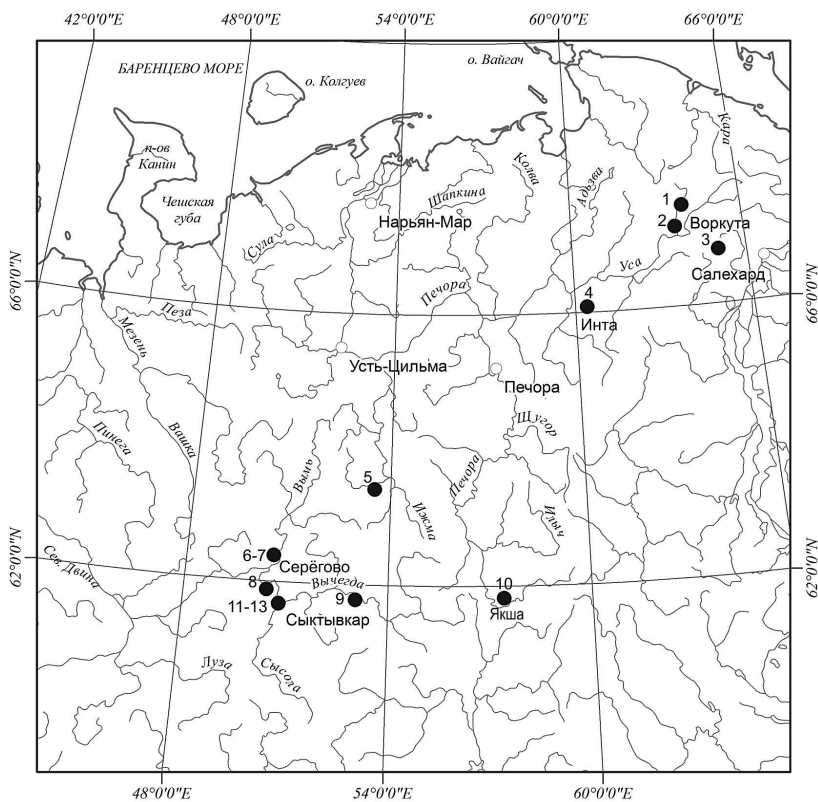 42°0'0"E 48°0'0"E 54°0'0"E 60°0'0"E 66°0'0"E
БАРЕНЦЕВО МОРЕ
о. Вайгач
о. Колгуев
Кара
п-ов
Канин
Колва
Адьзва
Чешская
губа
Шапкина
1
Нарьян-Мар
2
Воркута
Сула
3
Уса
Салехард
66°0'0"N
66°0'0"N
Печора
4
Пеза
Инта
Мезень
Усть-Цильма
Печора
Щугор
Пинега
Вашка
Вымь
5
Печора
Ижма
Илыч
6-7
62°0'0"N
62°0'0"N
Серёгово
Сев. Двина
8
Вычегда
10
11-13
9
Сыктывкар
Якша
Луза
Сысола
48°0'0"E 54°0'0"E 60°0'0"E